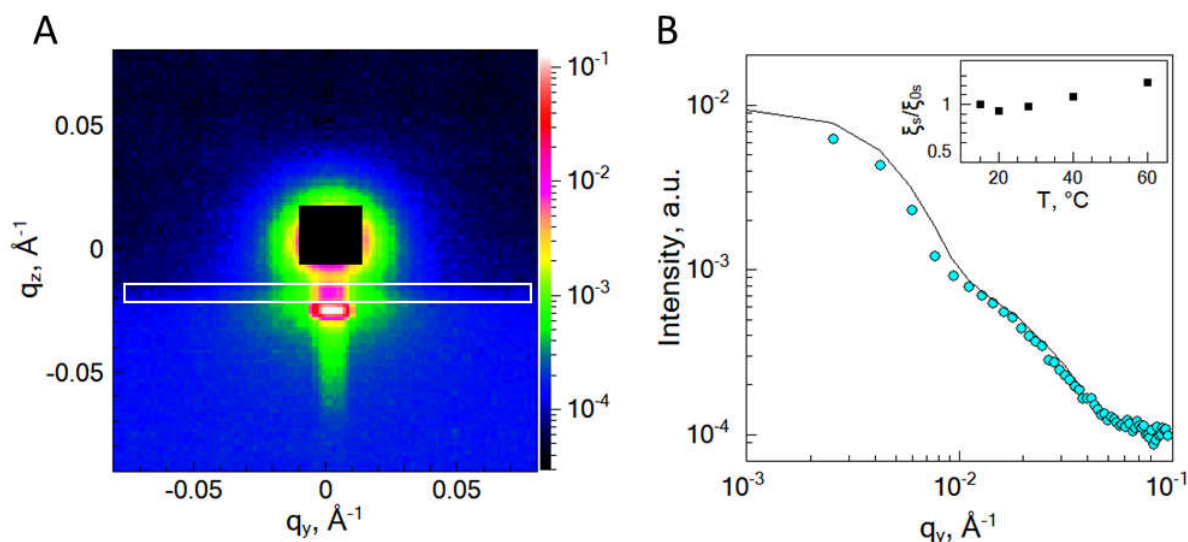 A
0.05
0
-0.05
q_z, Å⁻¹
-0.05 0 0.05
q_y, Å⁻¹
10⁻¹
10⁻²
10⁻³
10⁻⁴
B
10⁻²
10⁻³
10⁻⁴
Intensity, a.u.
10⁻³ 10⁻² 10⁻¹
q_y, Å⁻¹
1
0.5
ξ_s/ξ_0s
20 40 60
T, °C